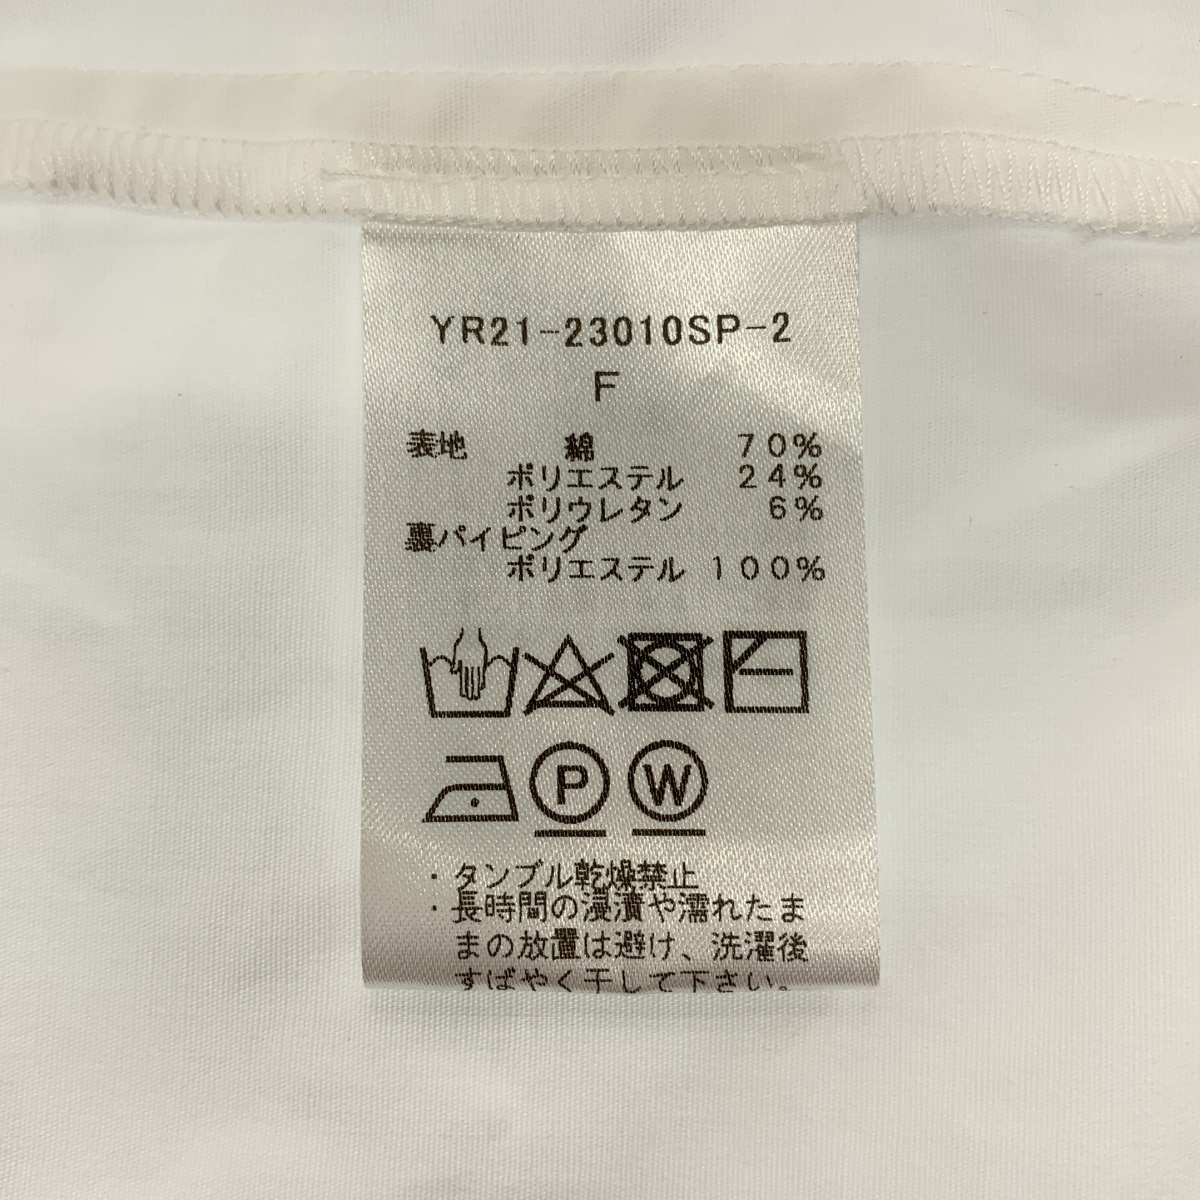 YR21-23010SP-2
F
表地 綿 70%
ポリエステル 24%
ポリウレタン 6%
裏パイピング
ポリエステル 100%
P W
・タンブル乾燥禁止
・長時間の浸漬や濡れたま
まの放置は避け、洗濯後
すばやく干して下さい。